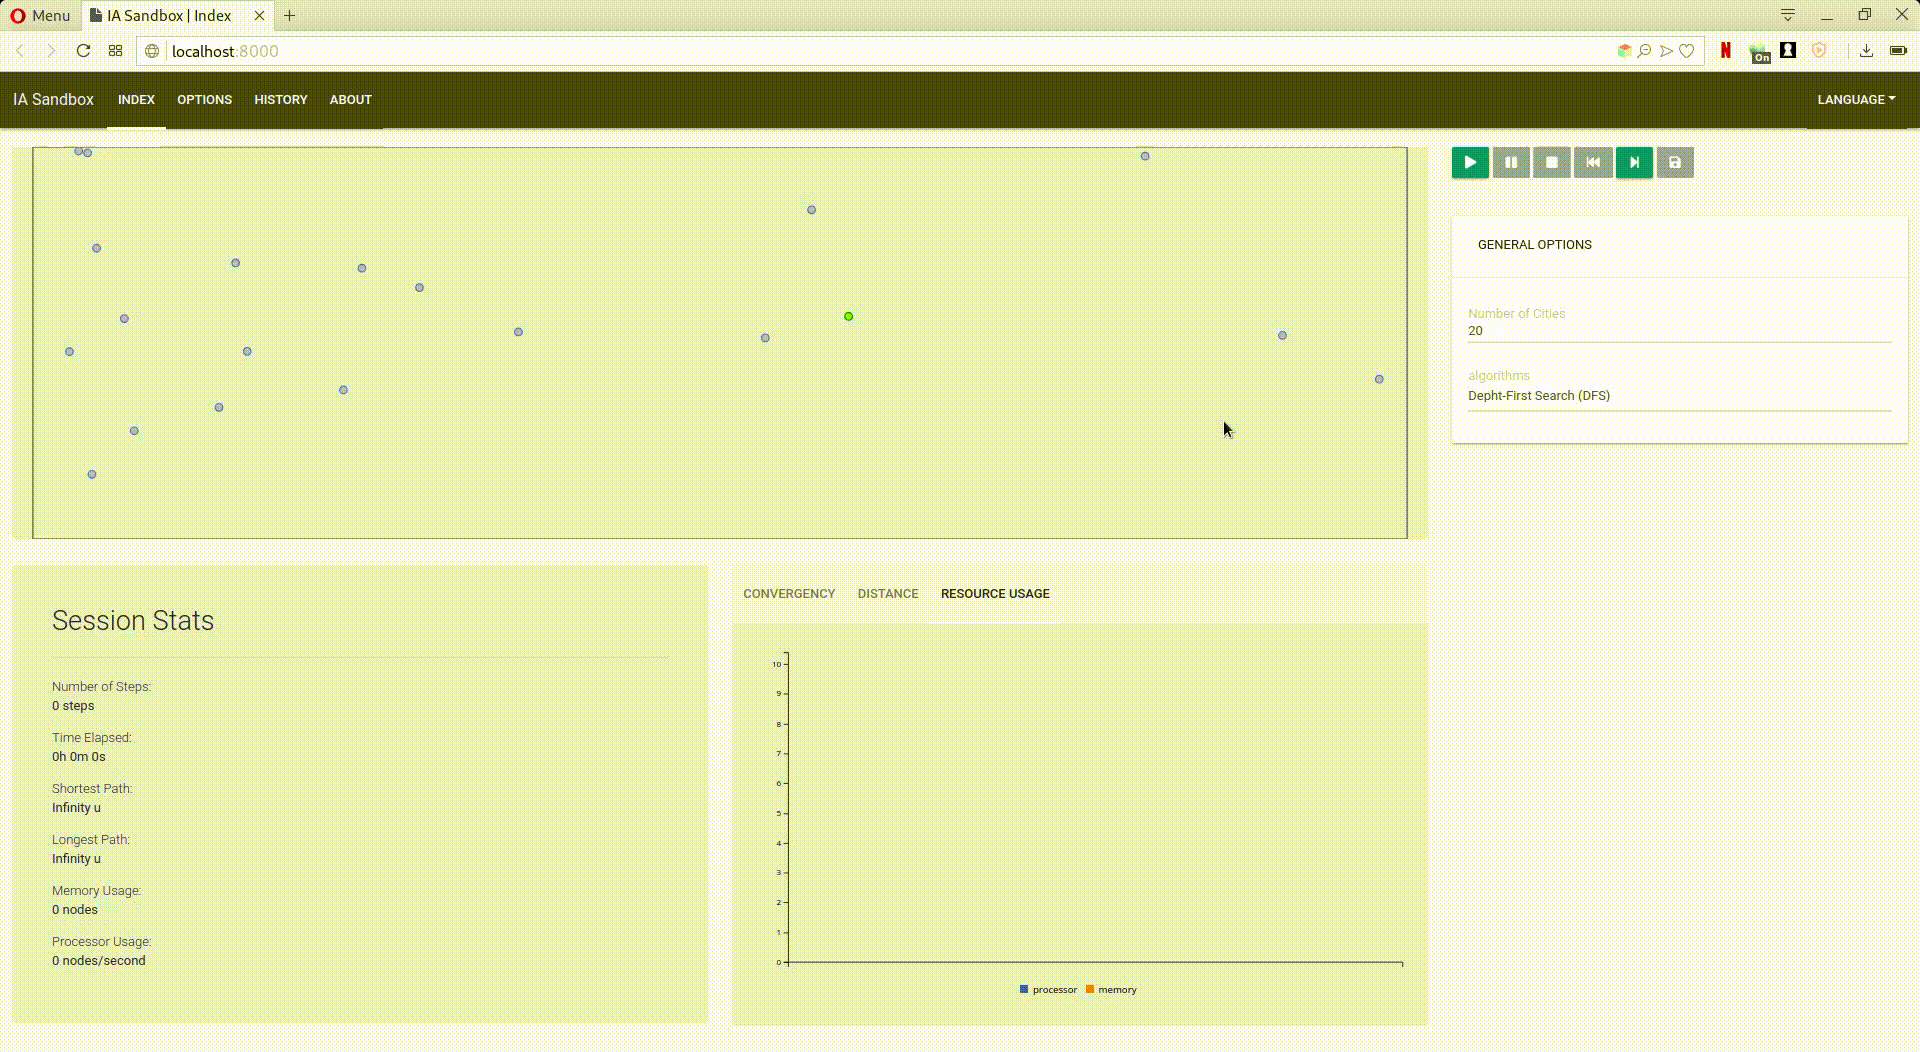 Menu
IA Sandbox | Index
localhost:8000
On
IA Sandbox
INDEX
OPTIONS
HISTORY
ABOUT
LANGUAGE
GENERAL OPTIONS
Number of Cities
20
algorithms
Depht-First Search (DFS)
Session Stats
Number of Steps:
0 steps
Time Elapsed:
0h 0m 0s
Shortest Path:
Infinity u
Longest Path:
Infinity u
Memory Usage:
0 nodes
Processor Usage:
0 nodes/second
CONVERGENCY
DISTANCE
RESOURCE USAGE
10
9
8
7
6
5
4
3
2
1
0
processor
memory